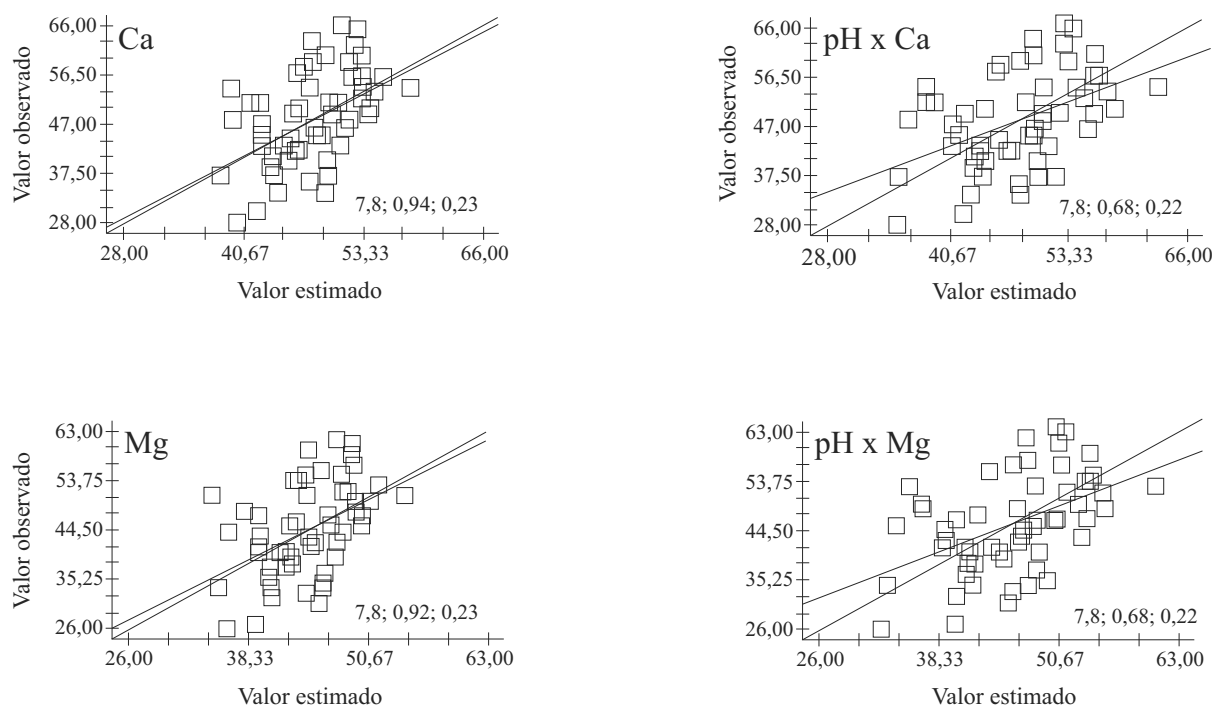 Ca
Valor observado
66,00
56,50
47,00
37,50
28,00
7,8; 0,94; 0,23
28,00 40,67 53,33 66,00
Valor estimado
pH x Ca
Valor observado
66,00
56,50
47,00
37,50
28,00
7,8; 0,68; 0,22
28,00 40,67 53,33 66,00
Valor estimado
Mg
Valor observado
63,00
53,75
44,50
35,25
26,00
7,8; 0,92; 0,23
26,00 38,33 50,67 63,00
Valor estimado
pH x Mg
Valor observado
63,00
53,75
44,50
35,25
26,00
7,8; 0,68; 0,22
26,00 38,33 50,67 63,00
Valor estimado